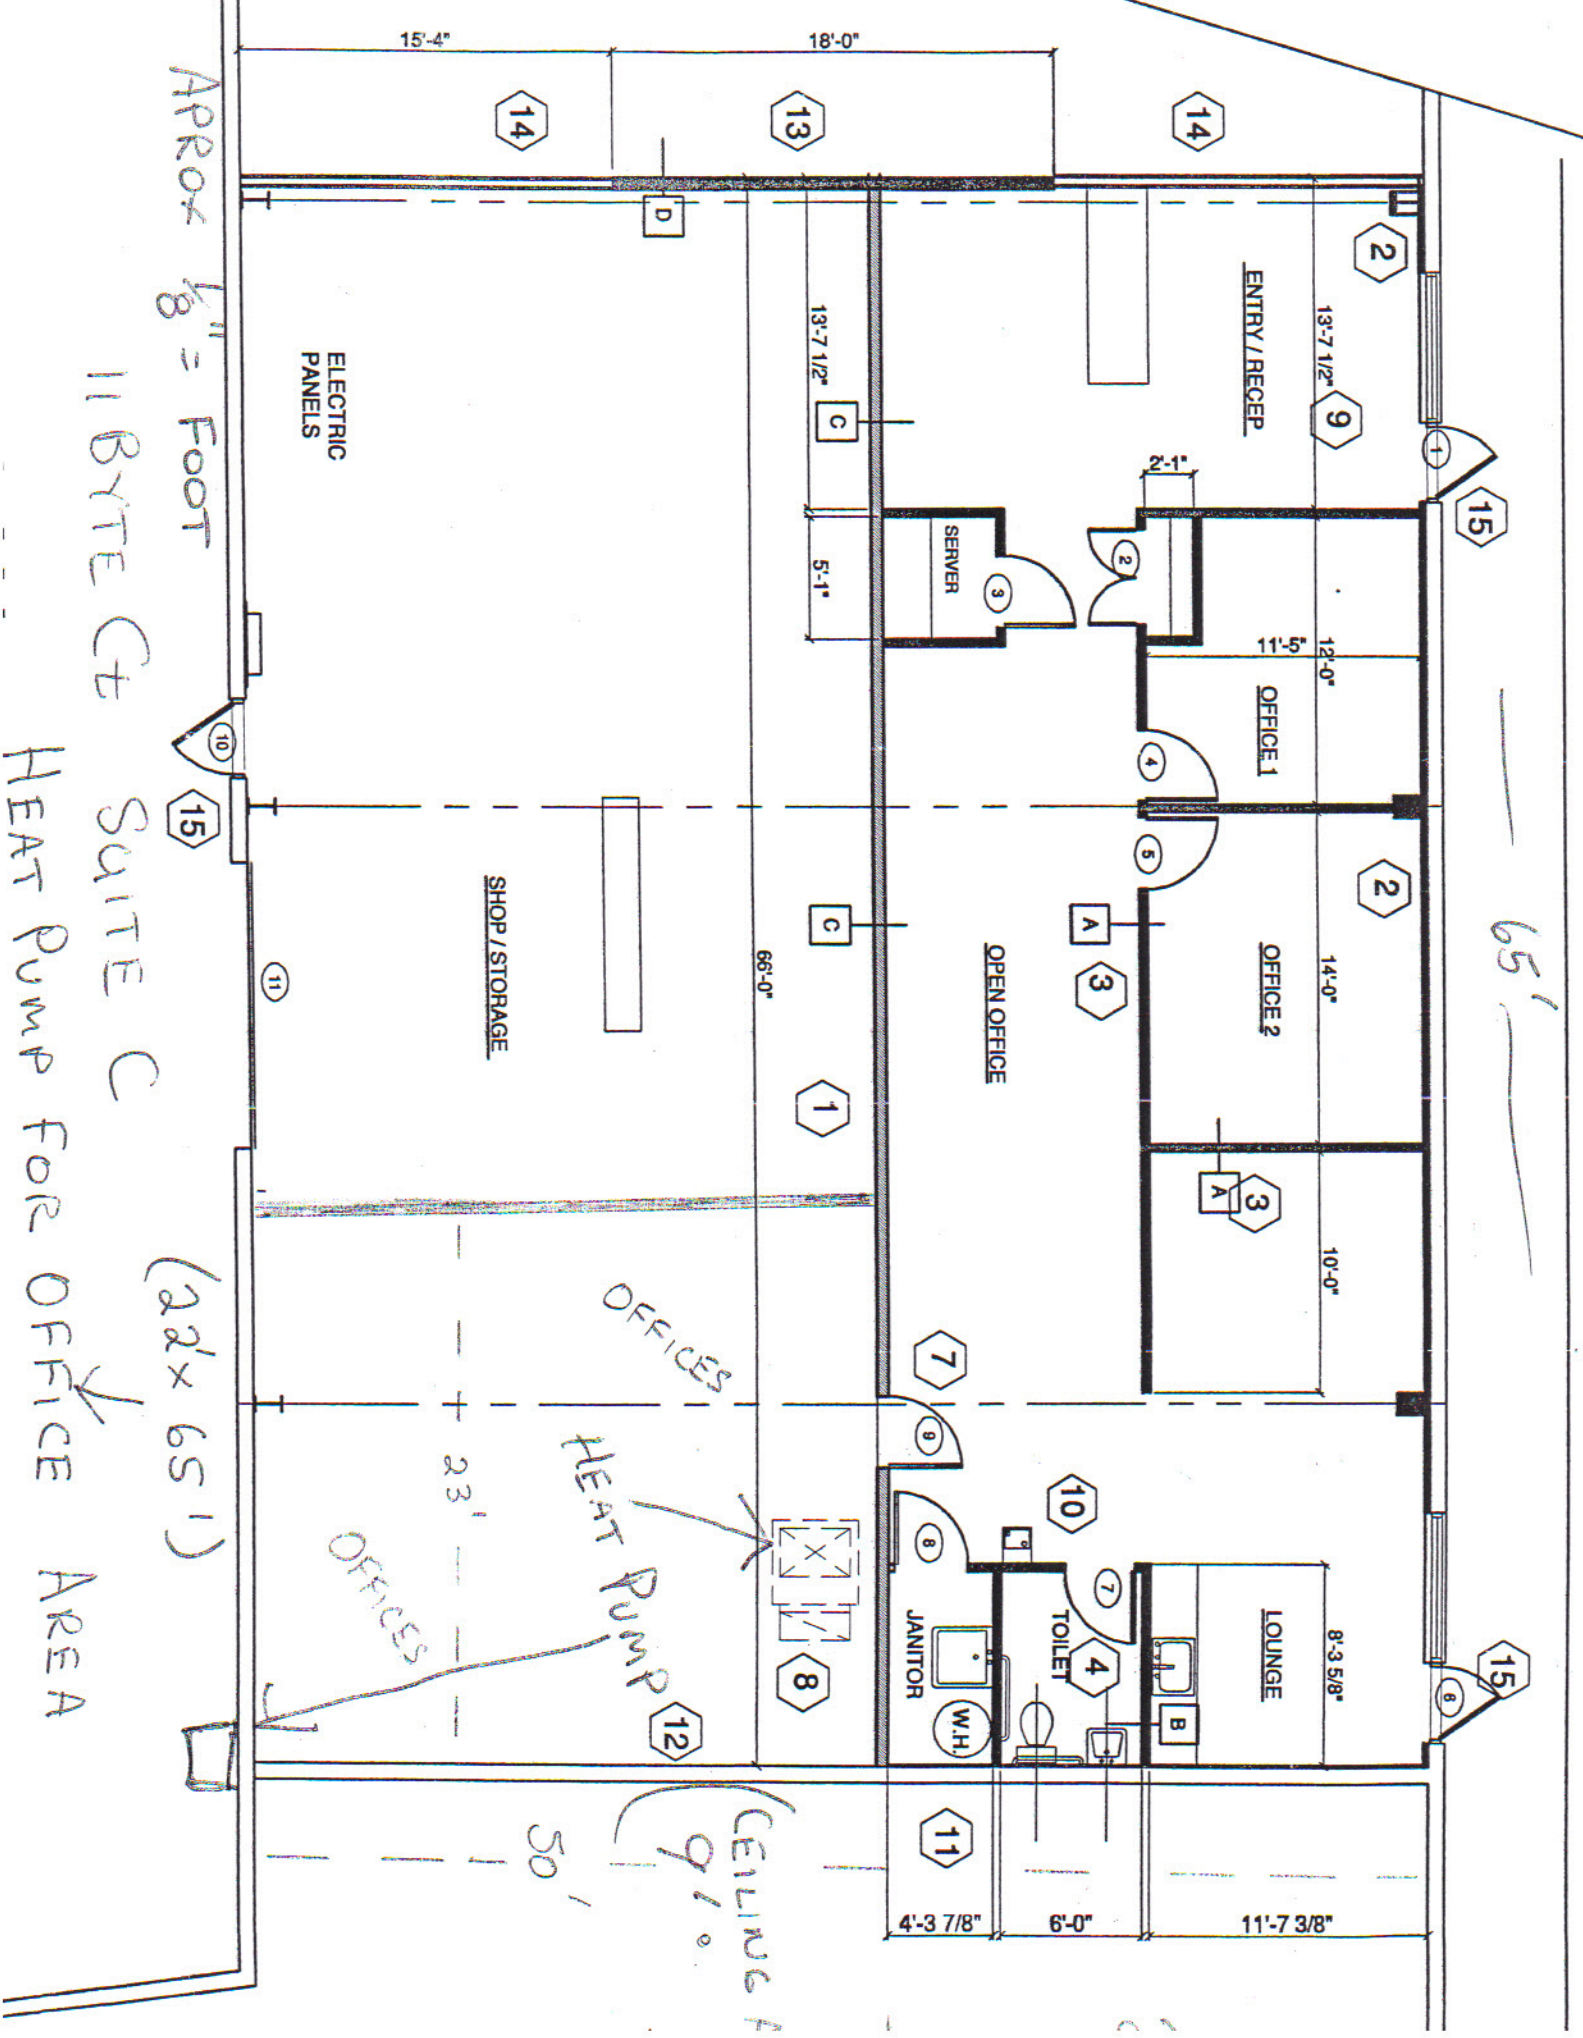 65'
15
15
1
6
2
2
13'-7 1/2"
12'-0"
14'-0"
10'-0"
8'-3 5/8"
9
ENTRY / RECEP
OFFICE 1
OFFICE 2
LOUNGE
11'-5"
3
A
B
14
2'-1"
4
5
3
A
7
4
TOILET
11'-7 3/8"
2
10
6'-0"
3
SERVER
OPEN OFFICE
7
9
8
JANITOR
W.H.
11
4'-3 7/8"
18'-0"
13
C
C
13'-7 1/2"
5'-1"
1
8
66'-0"
D
12
OFFICES
HEAT PUMP
(CEILING A
9'.
14
SHOP / STORAGE
23'
50'
15'-4"
ELECTRIC
PANELS
OFFICES
11
10
15
APROX 1/8" = FOOT
11 BYTE Ct SUITE C (22'x 65')
HEAT PUMP FOR OFFICE AREA